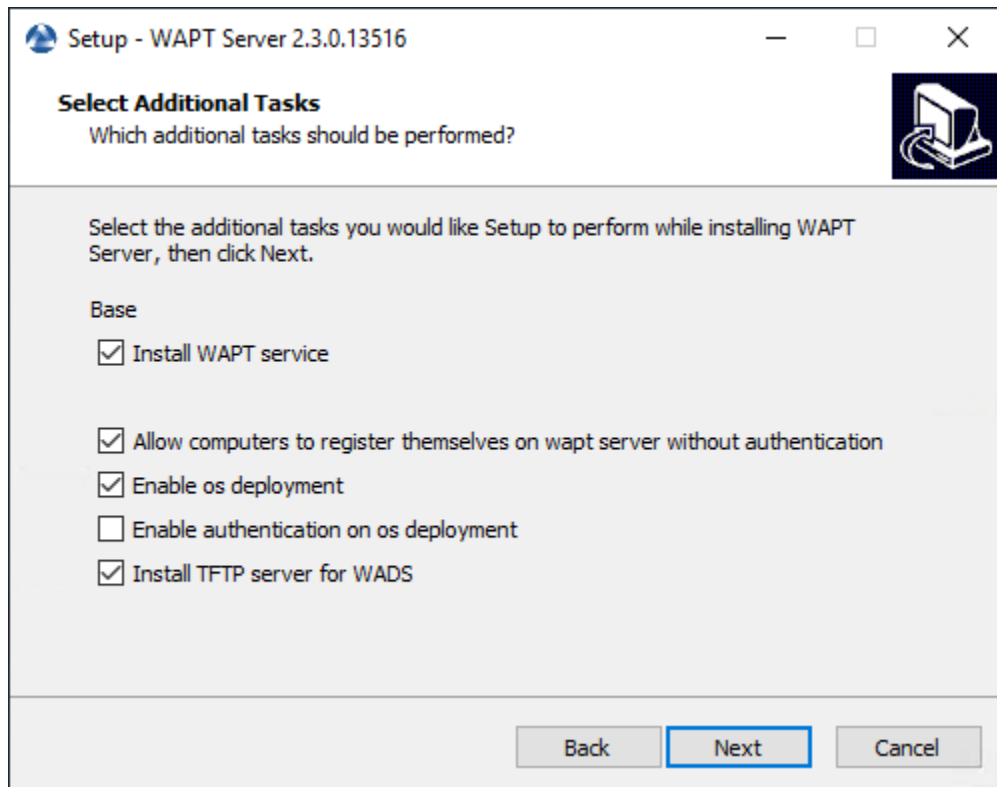 Setup - WAPT Server 2.3.0.13516
Select Additional Tasks
Which additional tasks should be performed?
Select the additional tasks you would like Setup to perform while installing WAPT
Server, then click Next.
Base
Install WAPT service
Allow computers to register themselves on wapt server without authentication
Enable os deployment
Enable authentication on os deployment
Install TFTP server for WADS
Back
Next
Cancel